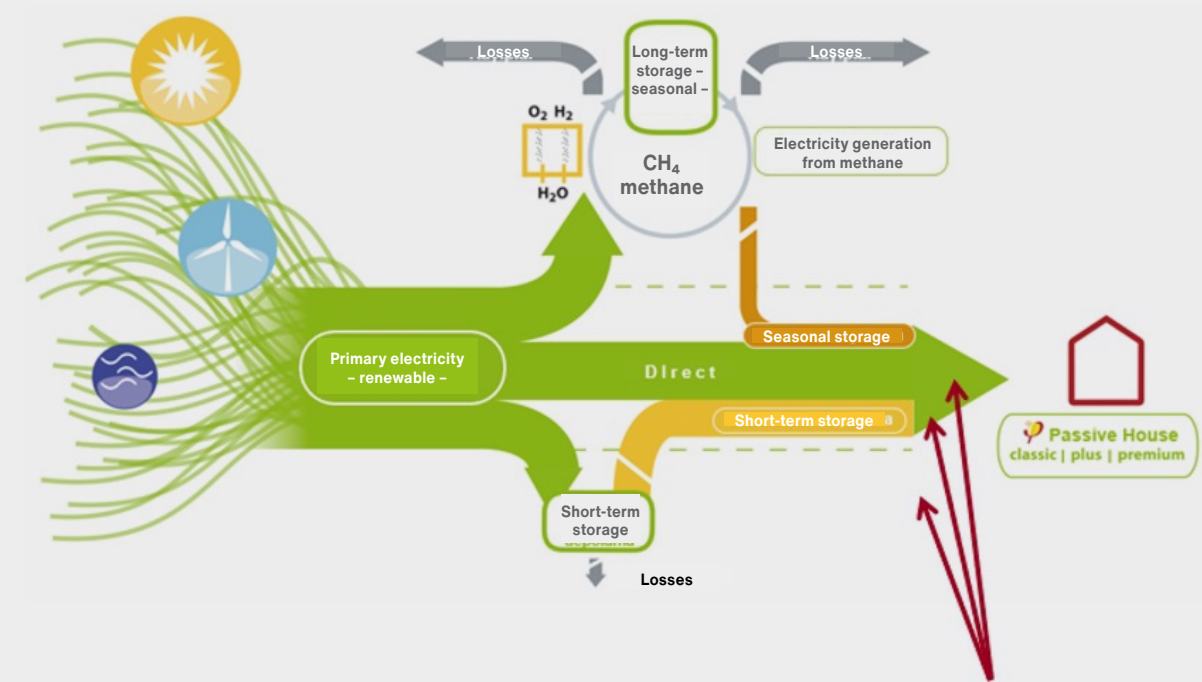 Losses
Long-term
storage –
seasonal –
Losses
O₂ H₂
H₂O
CH₄
methane
Electricity generation
from methane
Seasonal storage
Primary electricity
– renewable –
DIrect
Short-term storage
Passive House
classic | plus | premium
Short-term
storage
Losses